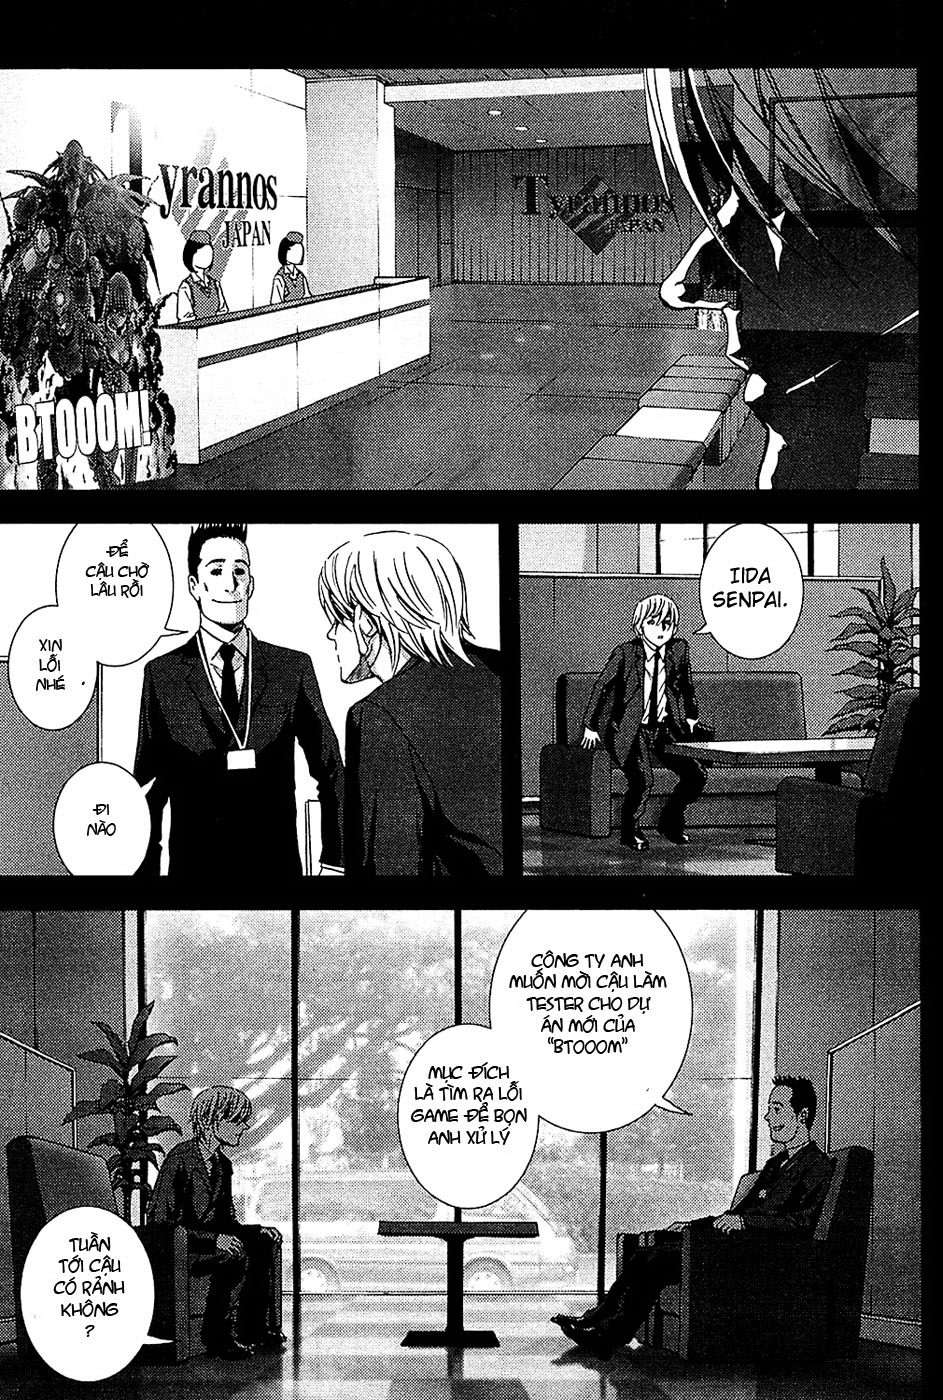 Tyrannos
JAPAN
Tyrannos
JAPAN
BTOOOM!
IIDA
SENPAI.
ĐỂ
CẬU CHỜ
LÂU RỒI
XIN
LỖI
NHÉ
ĐI
NÀO
CÔNG TY ANH
MUỐN MỜI CẬU LÀM
TESTER CHO DỰ
ÁN MỚI CỦA
"BTOOOM"
MỤC ĐÍCH
LÀ TÌM RA LỖI
GAME ĐỂ BỌN
ANH XỬ LÝ
TUẦN
TỚI CẬU
CÓ RẢNH
KHÔNG
?